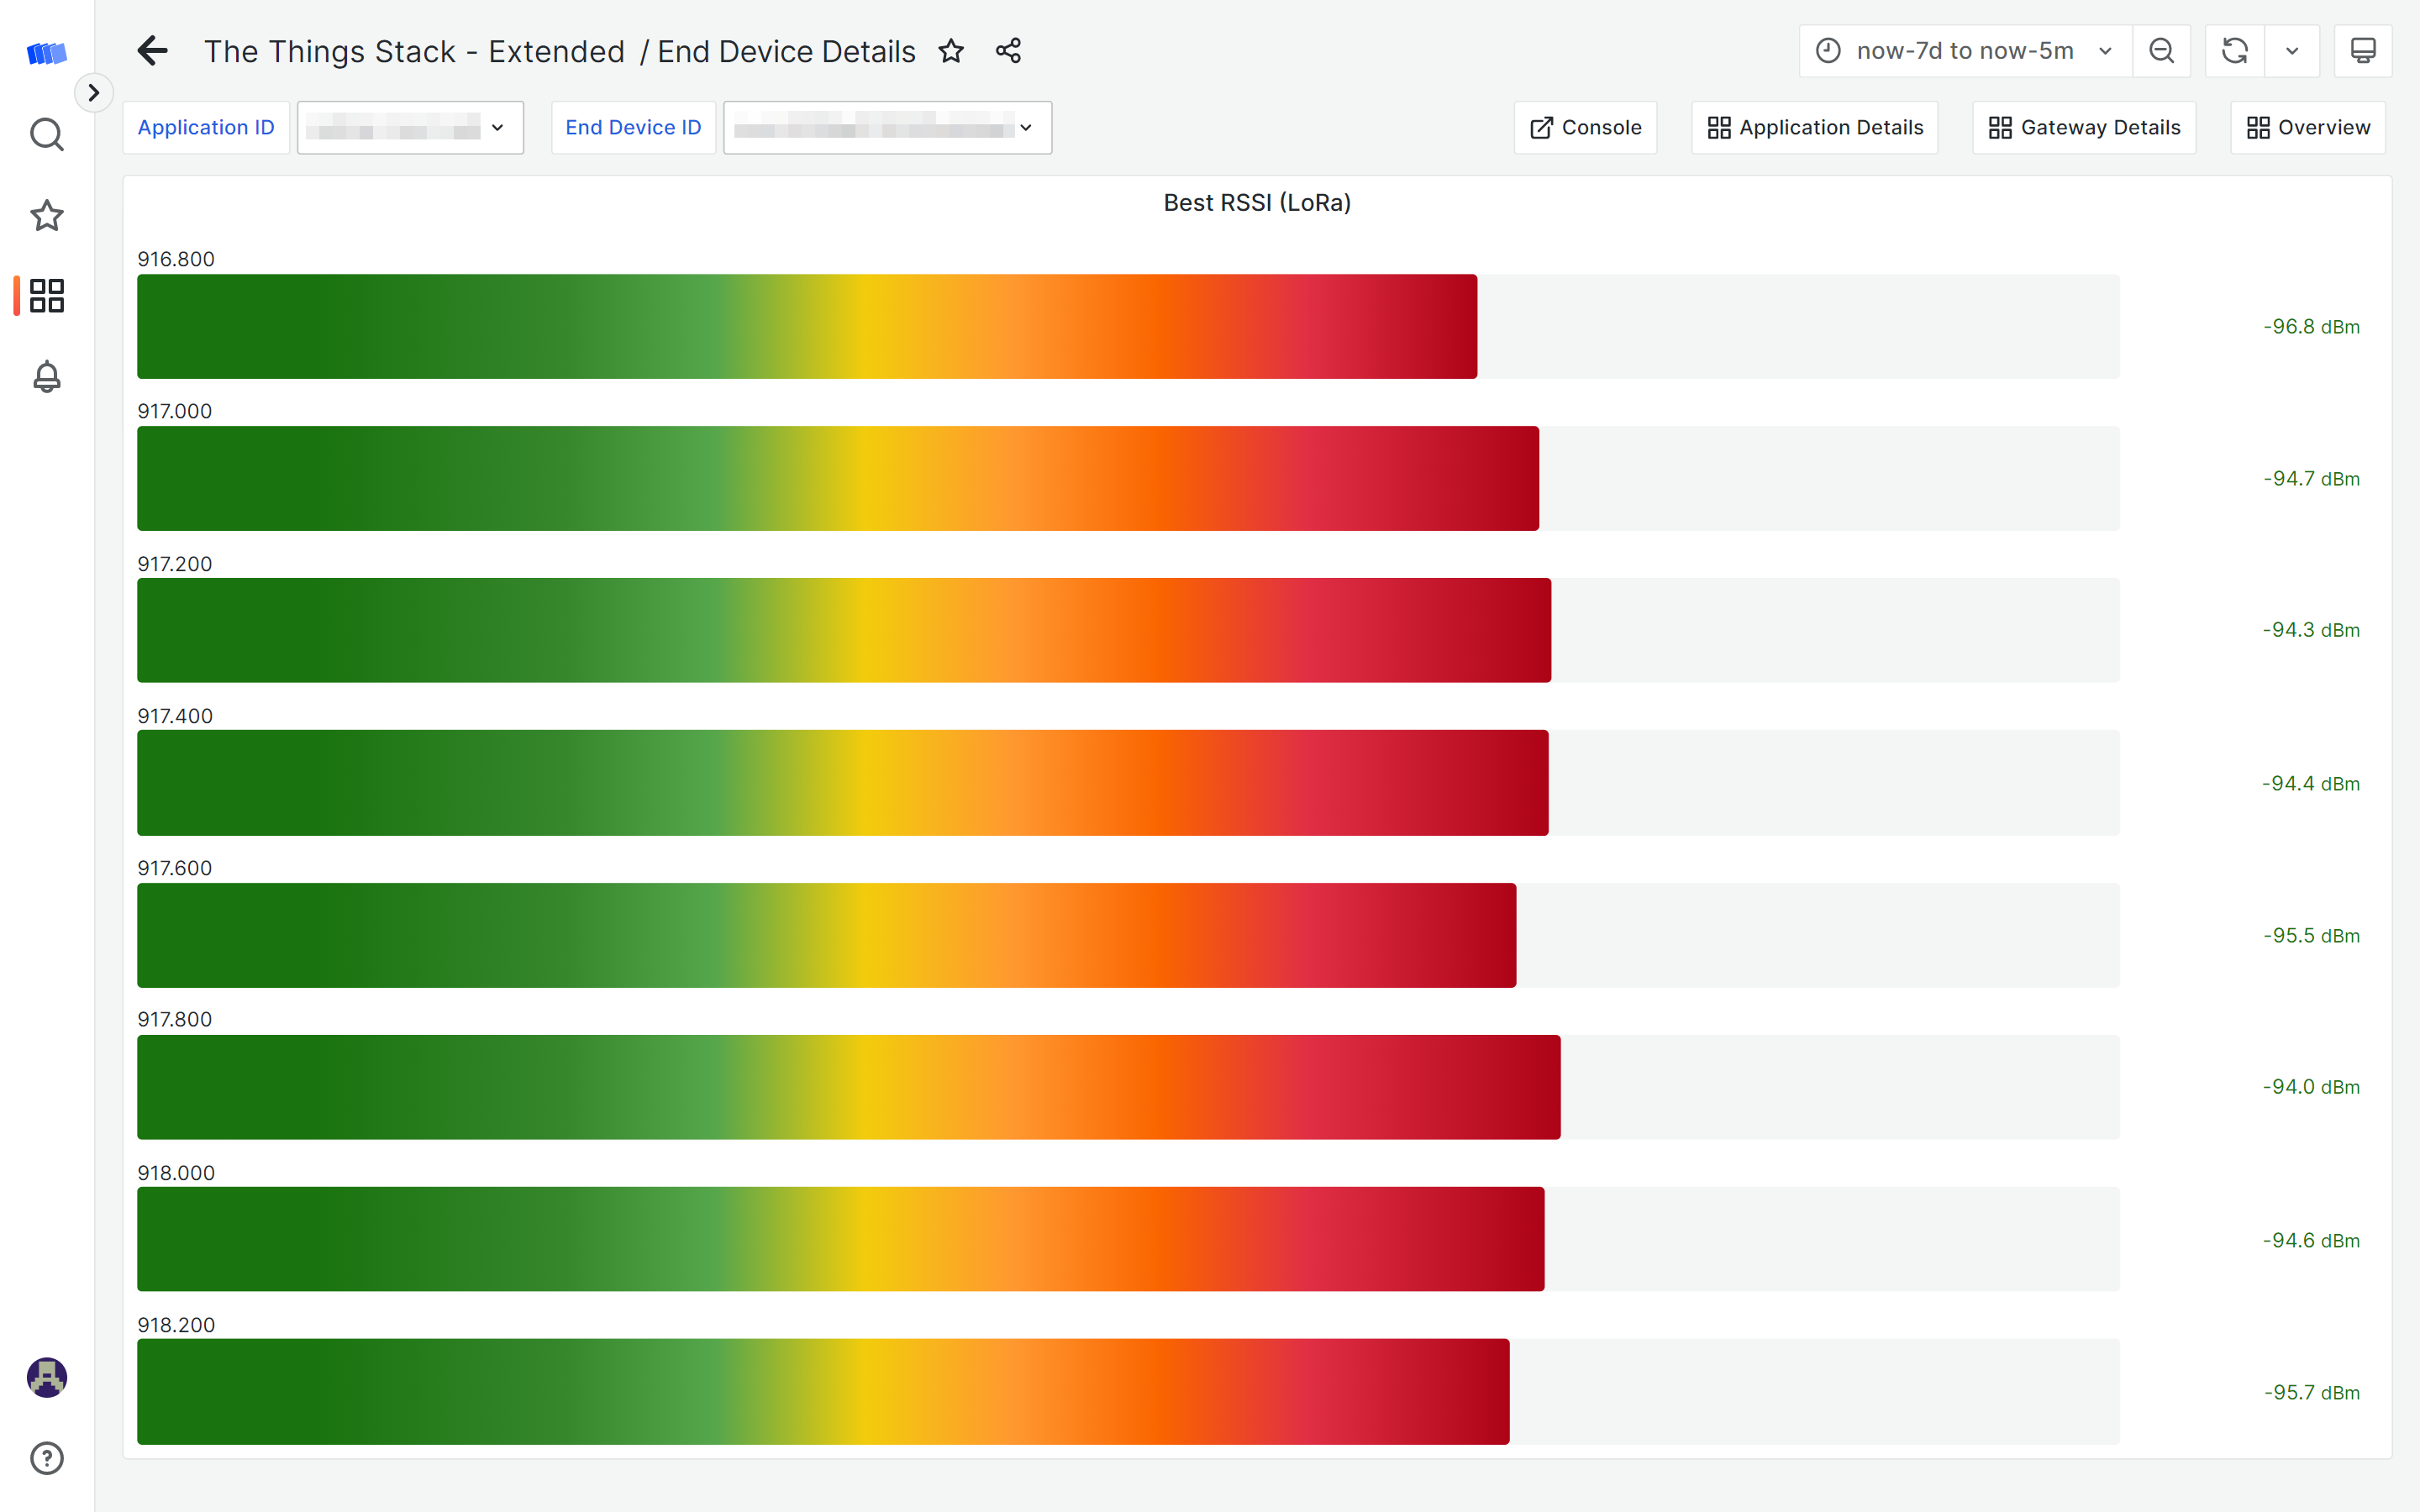 The Things Stack - Extended / End Device Details
now-7d to now-5m
Application ID
End Device ID
Console
Application Details
Gateway Details
Overview
Best RSSI (LoRa)
916.800
-96.8 dBm
917.000
-94.7 dBm
917.200
-94.3 dBm
917.400
-94.4 dBm
917.600
-95.5 dBm
917.800
-94.0 dBm
918.000
-94.6 dBm
918.200
-95.7 dBm